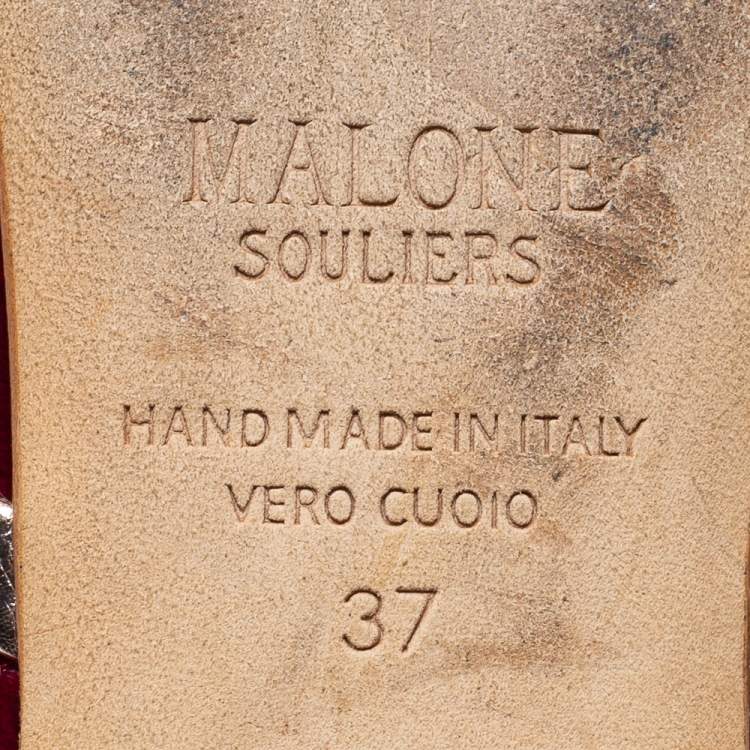 MALONE
SOULIERS
HAND MADE IN ITALY
VERO CUOIO
37